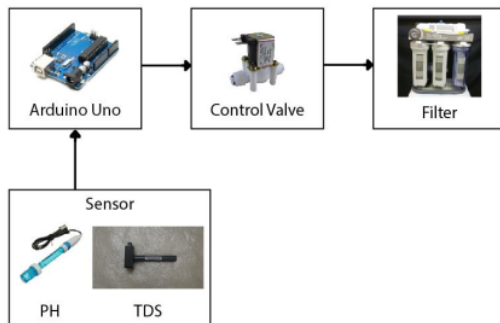 Arduino Uno
Control Valve
Filter
Sensor
PH
TDS